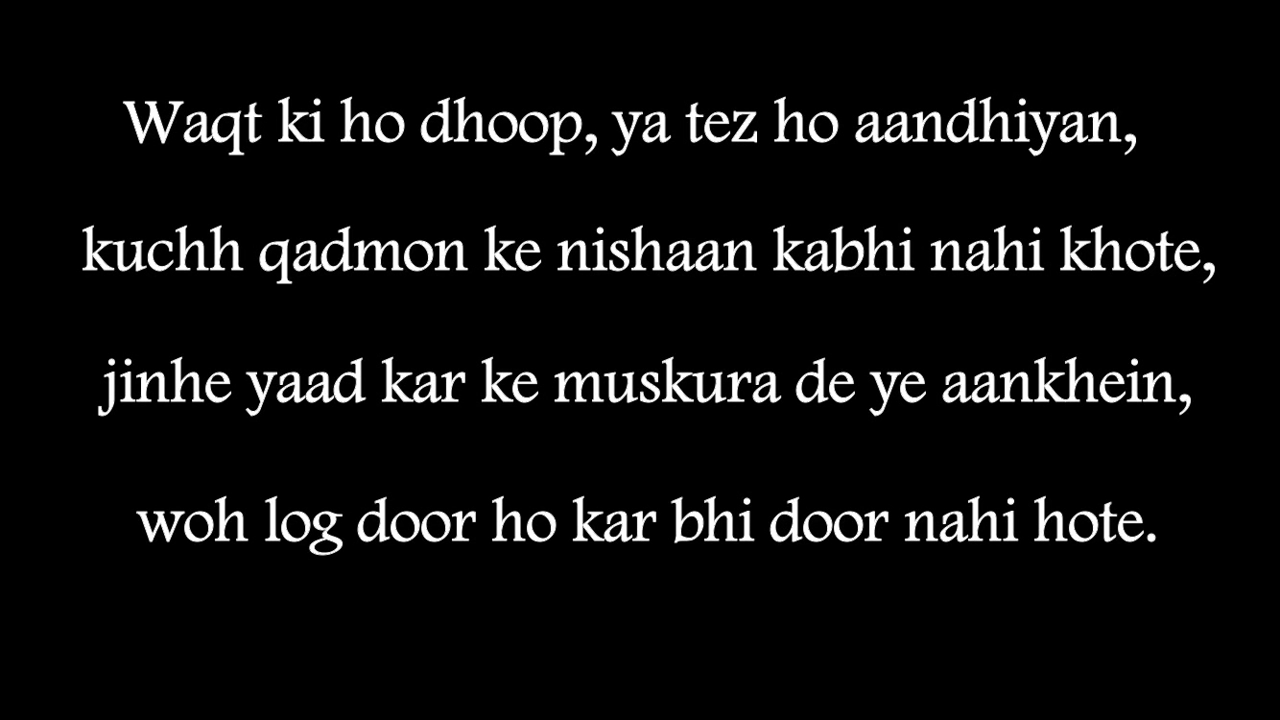 Waqt ki ho dhoop, ya tez ho aandhiyan,
kuchh qadmon ke nishaan kabhi nahi khote,
jinhe yaad kar ke muskura de ye aankhein,
woh log door ho kar bhi door nahi hote.